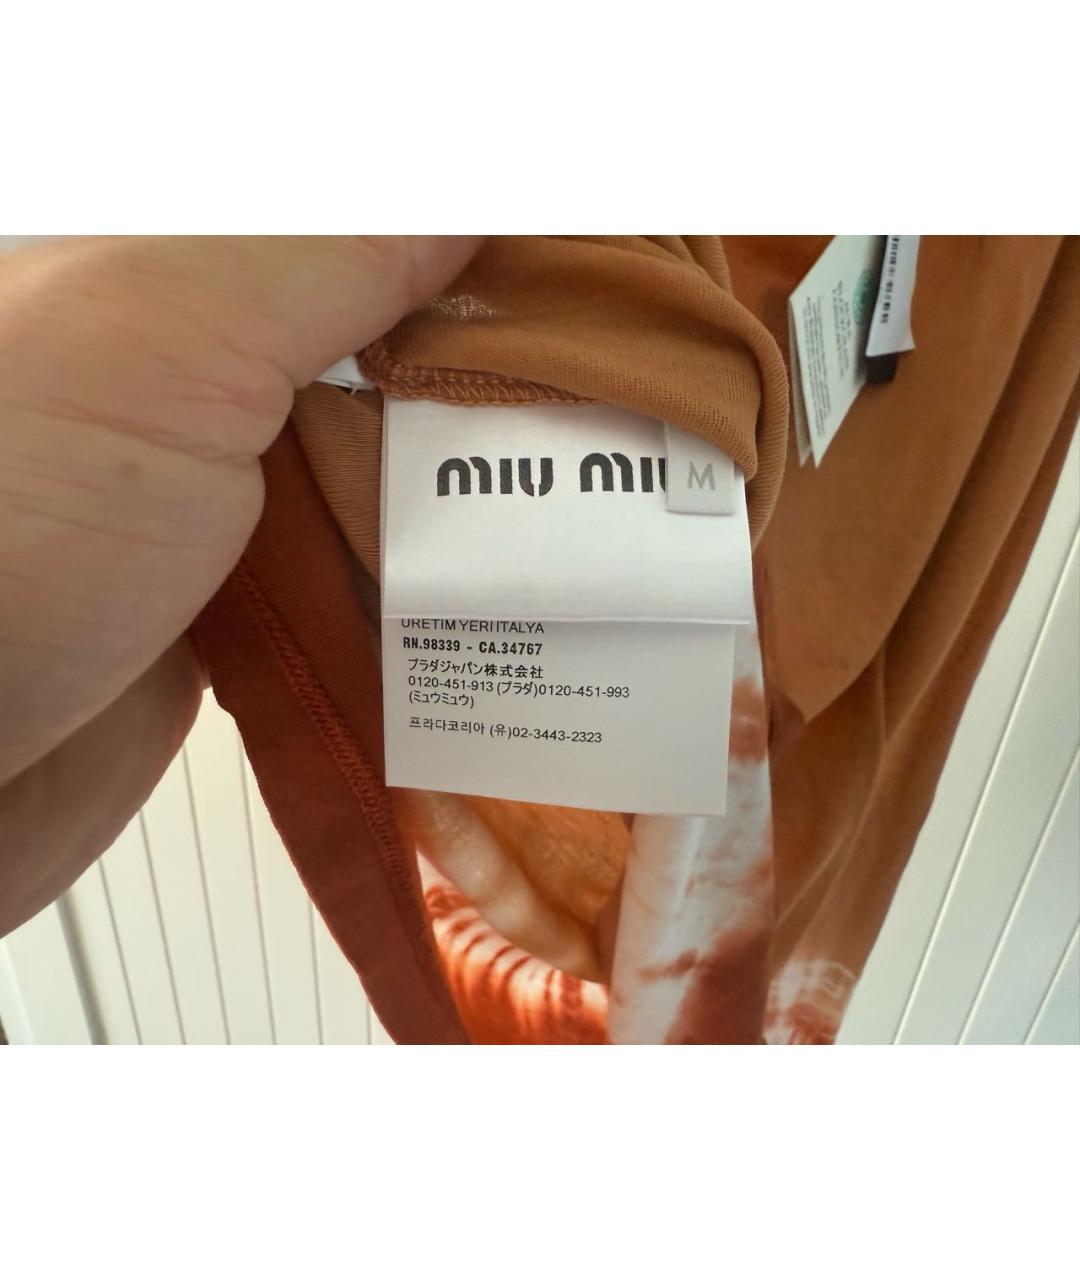 miu miu
M
URETIM YERI ITALYA
RN.98339 - CA.34767
プラダジャパン株式会社
0120-451-913 (プラダ)0120-451-993
(ミュウミュウ)
프라다코리아 (유)02-3443-2323